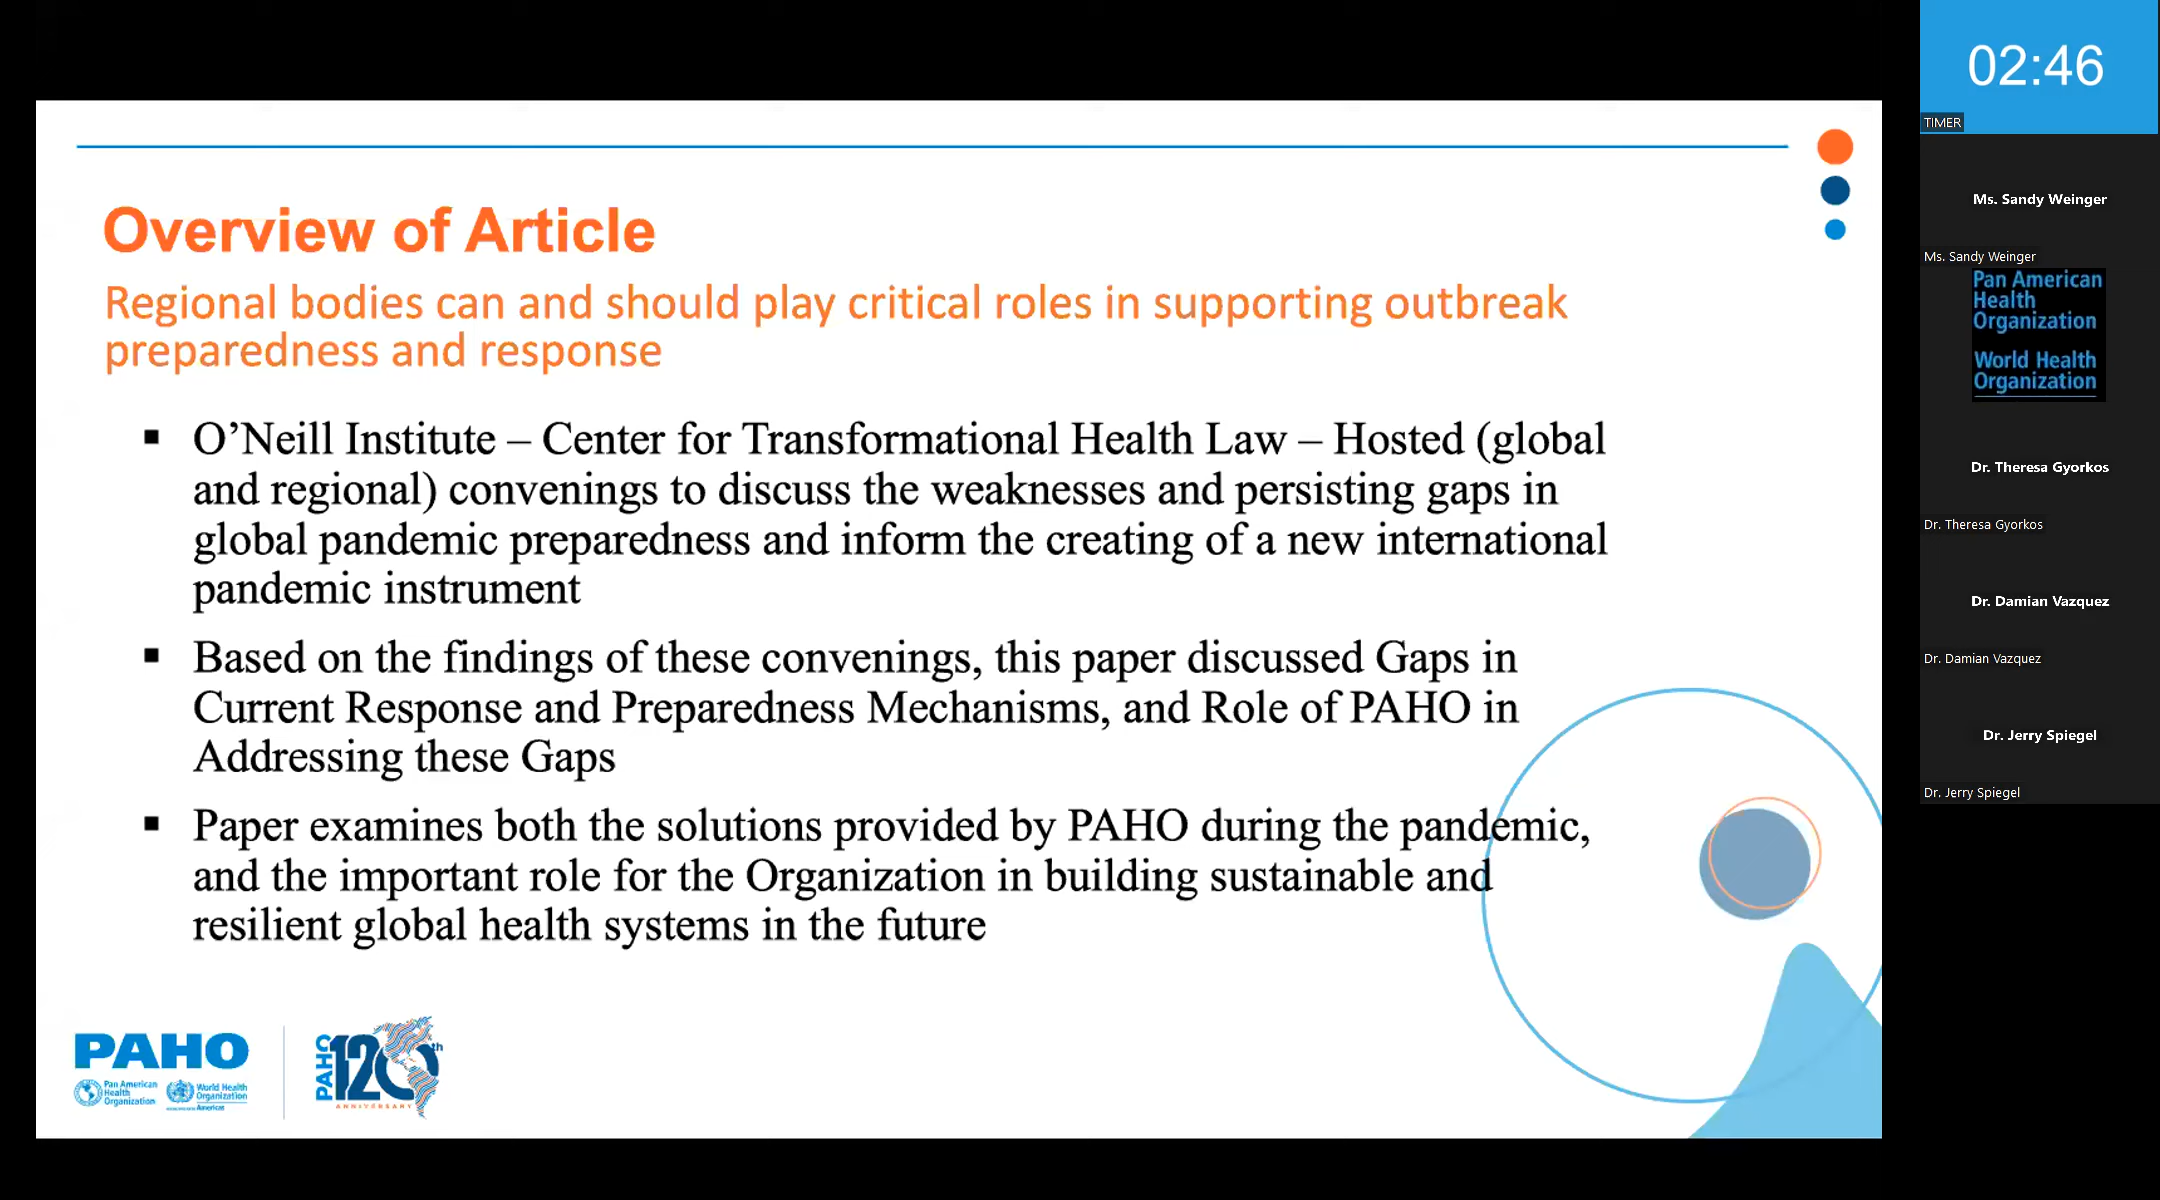 Overview of Article
Regional bodies can and should play critical roles in supporting outbreak
preparedness and response
▪ O’Neill Institute – Center for Transformational Health Law – Hosted (global
and regional) convenings to discuss the weaknesses and persisting gaps in
global pandemic preparedness and inform the creating of a new international
pandemic instrument
▪ Based on the findings of these convenings, this paper discussed Gaps in
Current Response and Preparedness Mechanisms, and Role of PAHO in
Addressing these Gaps
▪ Paper examines both the solutions provided by PAHO during the pandemic,
and the important role for the Organization in building sustainable and
resilient global health systems in the future
PAHO
Pan American
Health
Organization
World Health
Organization
Americas
PAHO
120th
ANNIVERSARY
02:46
TIMER
Ms. Sandy Weinger
Ms. Sandy Weinger
Pan American
Health
Organization
World Health
Organization
Dr. Theresa Gyorkos
Dr. Theresa Gyorkos
Dr. Damian Vazquez
Dr. Damian Vazquez
Dr. Jerry Spiegel
Dr. Jerry Spiegel